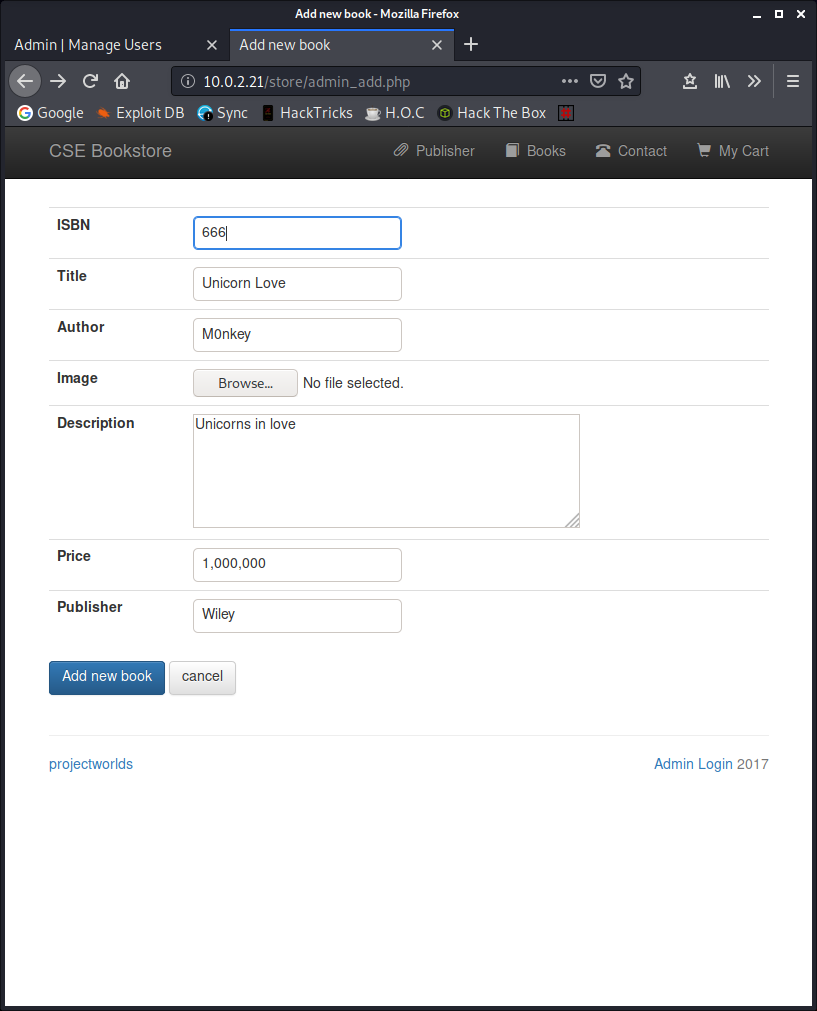 Add new book - Mozilla Firefox
Admin | Manage Users
Add new book
10.0.2.21/store/admin_add.php
Google Exploit DB Sync HackTricks H.O.C Hack The Box
CSE Bookstore Publisher Books Contact My Cart
ISBN 666
Title Unicorn Love
Author M0nkey
Image Browse... No file selected.
Description Unicorns in love
Price 1,000,000
Publisher Wiley
Add new book cancel
projectworlds Admin Login 2017